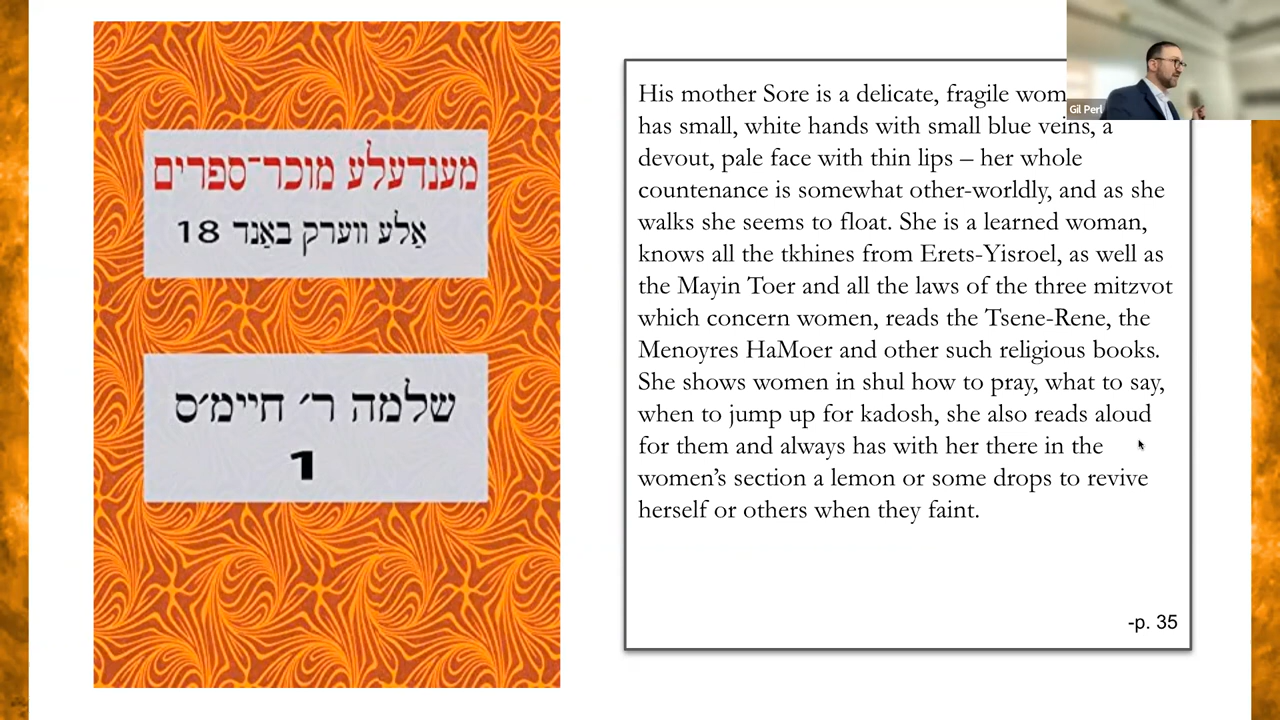 מענדעלע מוכר־ספרים
אַלע ווערק באַנד 18
שלמה ר׳ חיימ׳ס
1
His mother Sore is a delicate, fragile
has small, white hands with small blue veins, a
devout, pale face with thin lips – her whole
countenance is somewhat other-worldly, and as she
walks she seems to float. She is a learned woman,
knows all the tkhines from Erets-Yisroel, as well as
the Mayin Toer and all the laws of the three mitzvot
which concern women, reads the Tsene-Rene, the
Menoyres HaMoer and other such religious books.
She shows women in shul how to pray, what to say,
when to jump up for kadosh, she also reads aloud
for them and always has with her there in the
women’s section a lemon or some drops to revive
herself or others when they faint.
-p. 35
Gil Perl